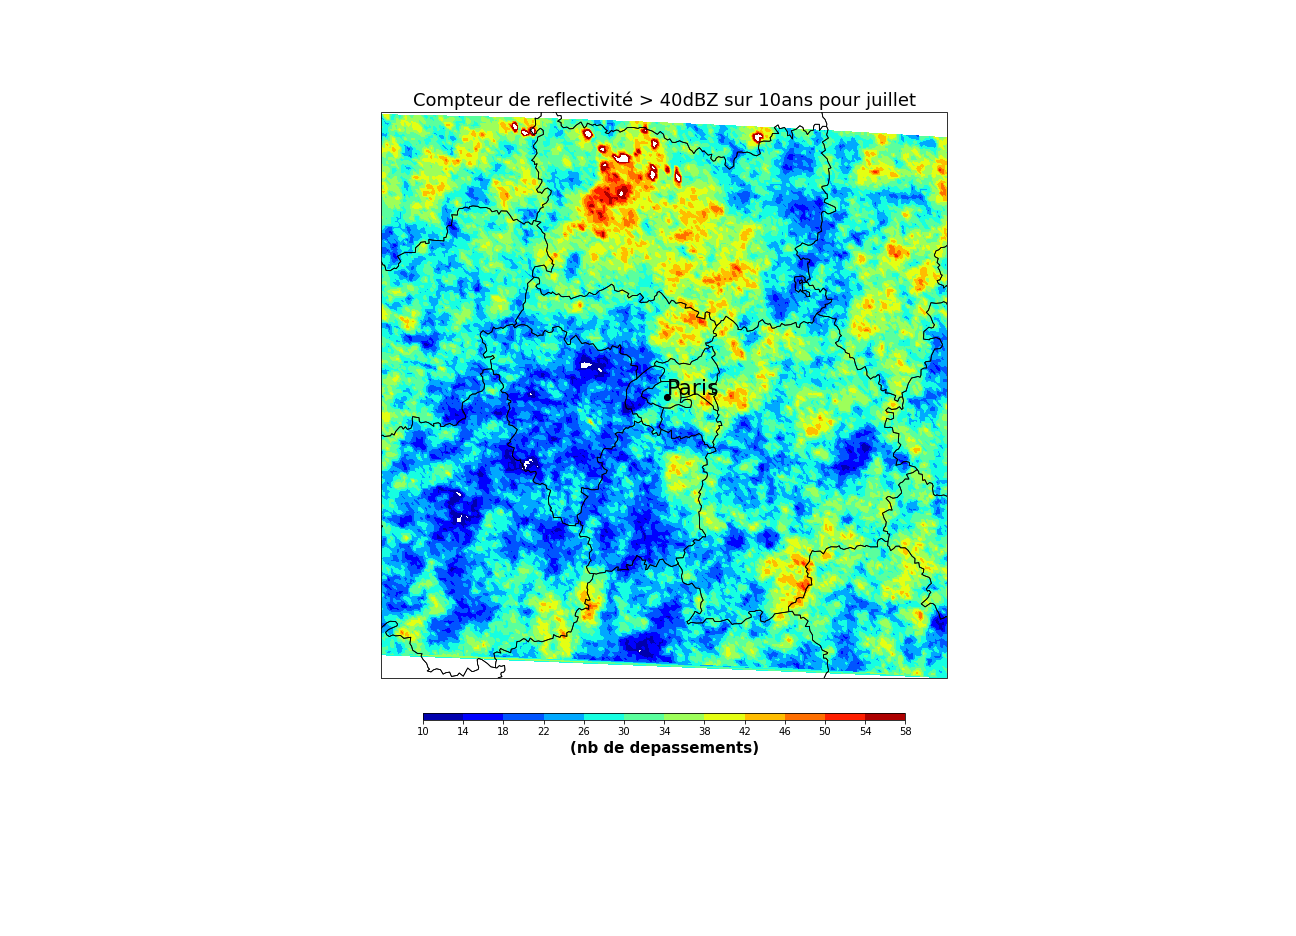 Compteur de reflectivité > 40dBZ sur 10ans pour juillet
Paris
10 14 18 22 26 30 34 38 42 46 50 54 58
(nb de depassements)